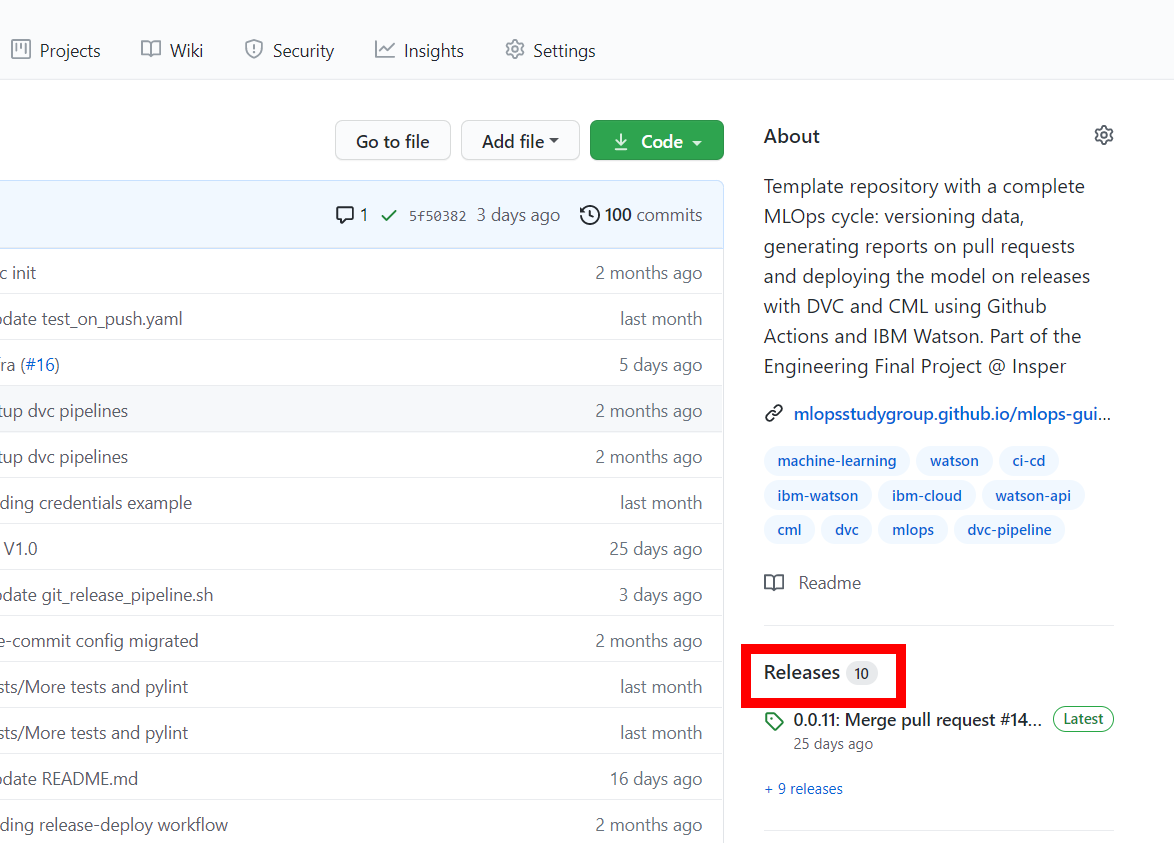 Projects Wiki Security Insights Settings
Go to file Add file Code
1 5f50382 3 days ago 100 commits
c init 2 months ago
pdate test_on_push.yaml last month
ra (#16) 5 days ago
tup dvc pipelines 2 months ago
tup dvc pipelines 2 months ago
ding credentials example last month
V1.0 25 days ago
pdate git_release_pipeline.sh 3 days ago
e-commit config migrated 2 months ago
sts/More tests and pylint last month
sts/More tests and pylint last month
pdate README.md 16 days ago
ding release-deploy workflow 2 months ago
About
Template repository with a complete
MLOps cycle: versioning data,
generating reports on pull requests
and deploying the model on releases
with DVC and CML using Github
Actions and IBM Watson. Part of the
Engineering Final Project @ Insper
mlopsstudygroup.github.io/mlops-gui...
machine-learning watson ci-cd
ibm-watson ibm-cloud watson-api
cml dvc mlops dvc-pipeline
Readme
Releases 10
0.0.11: Merge pull request #14... Latest
25 days ago
+ 9 releases